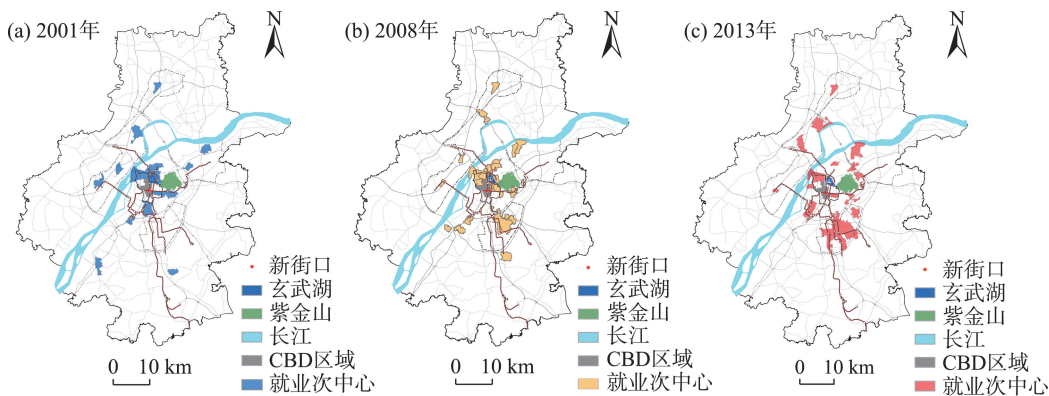 (a) 2001年
N
新街口
玄武湖
紫金山
长江
CBD区域
就业次中心
0 10 km
(b) 2008年
N
新街口
玄武湖
紫金山
长江
CBD区域
就业次中心
0 10 km
(c) 2013年
N
新街口
玄武湖
紫金山
长江
CBD区域
就业次中心
0 10 km